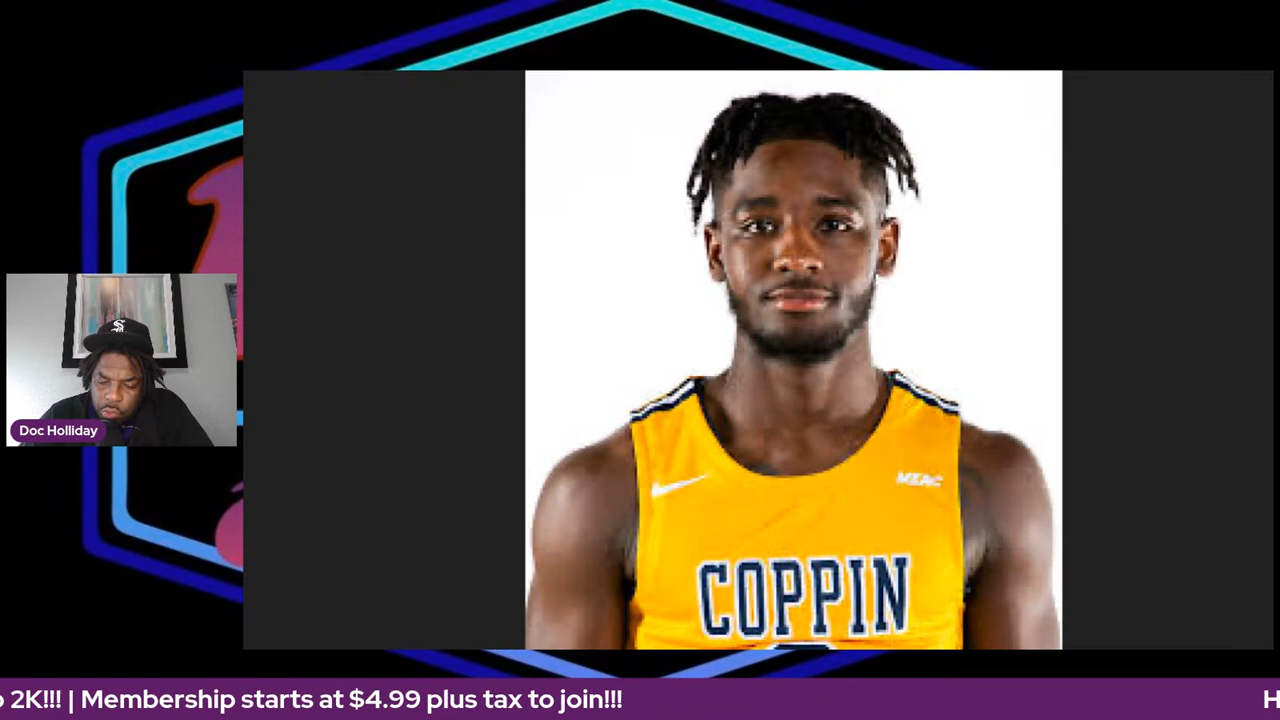 S
Doc Holliday
MEAC
COPPIN
2K!!! | Membership starts at $4.99 plus tax to join!!!
H